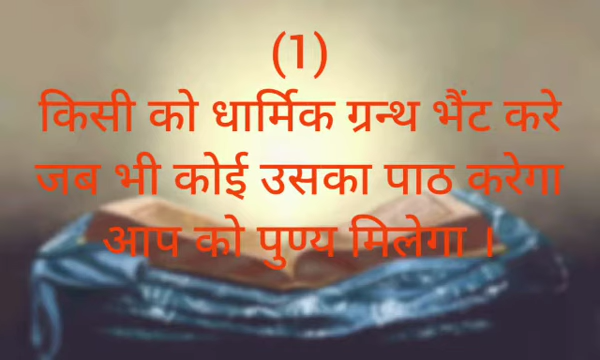 (1)
किसी को धार्मिक ग्रन्थ भैंट करे
जब भी कोई उसका पाठ करेगा
आप को पुण्य मिलेगा ।